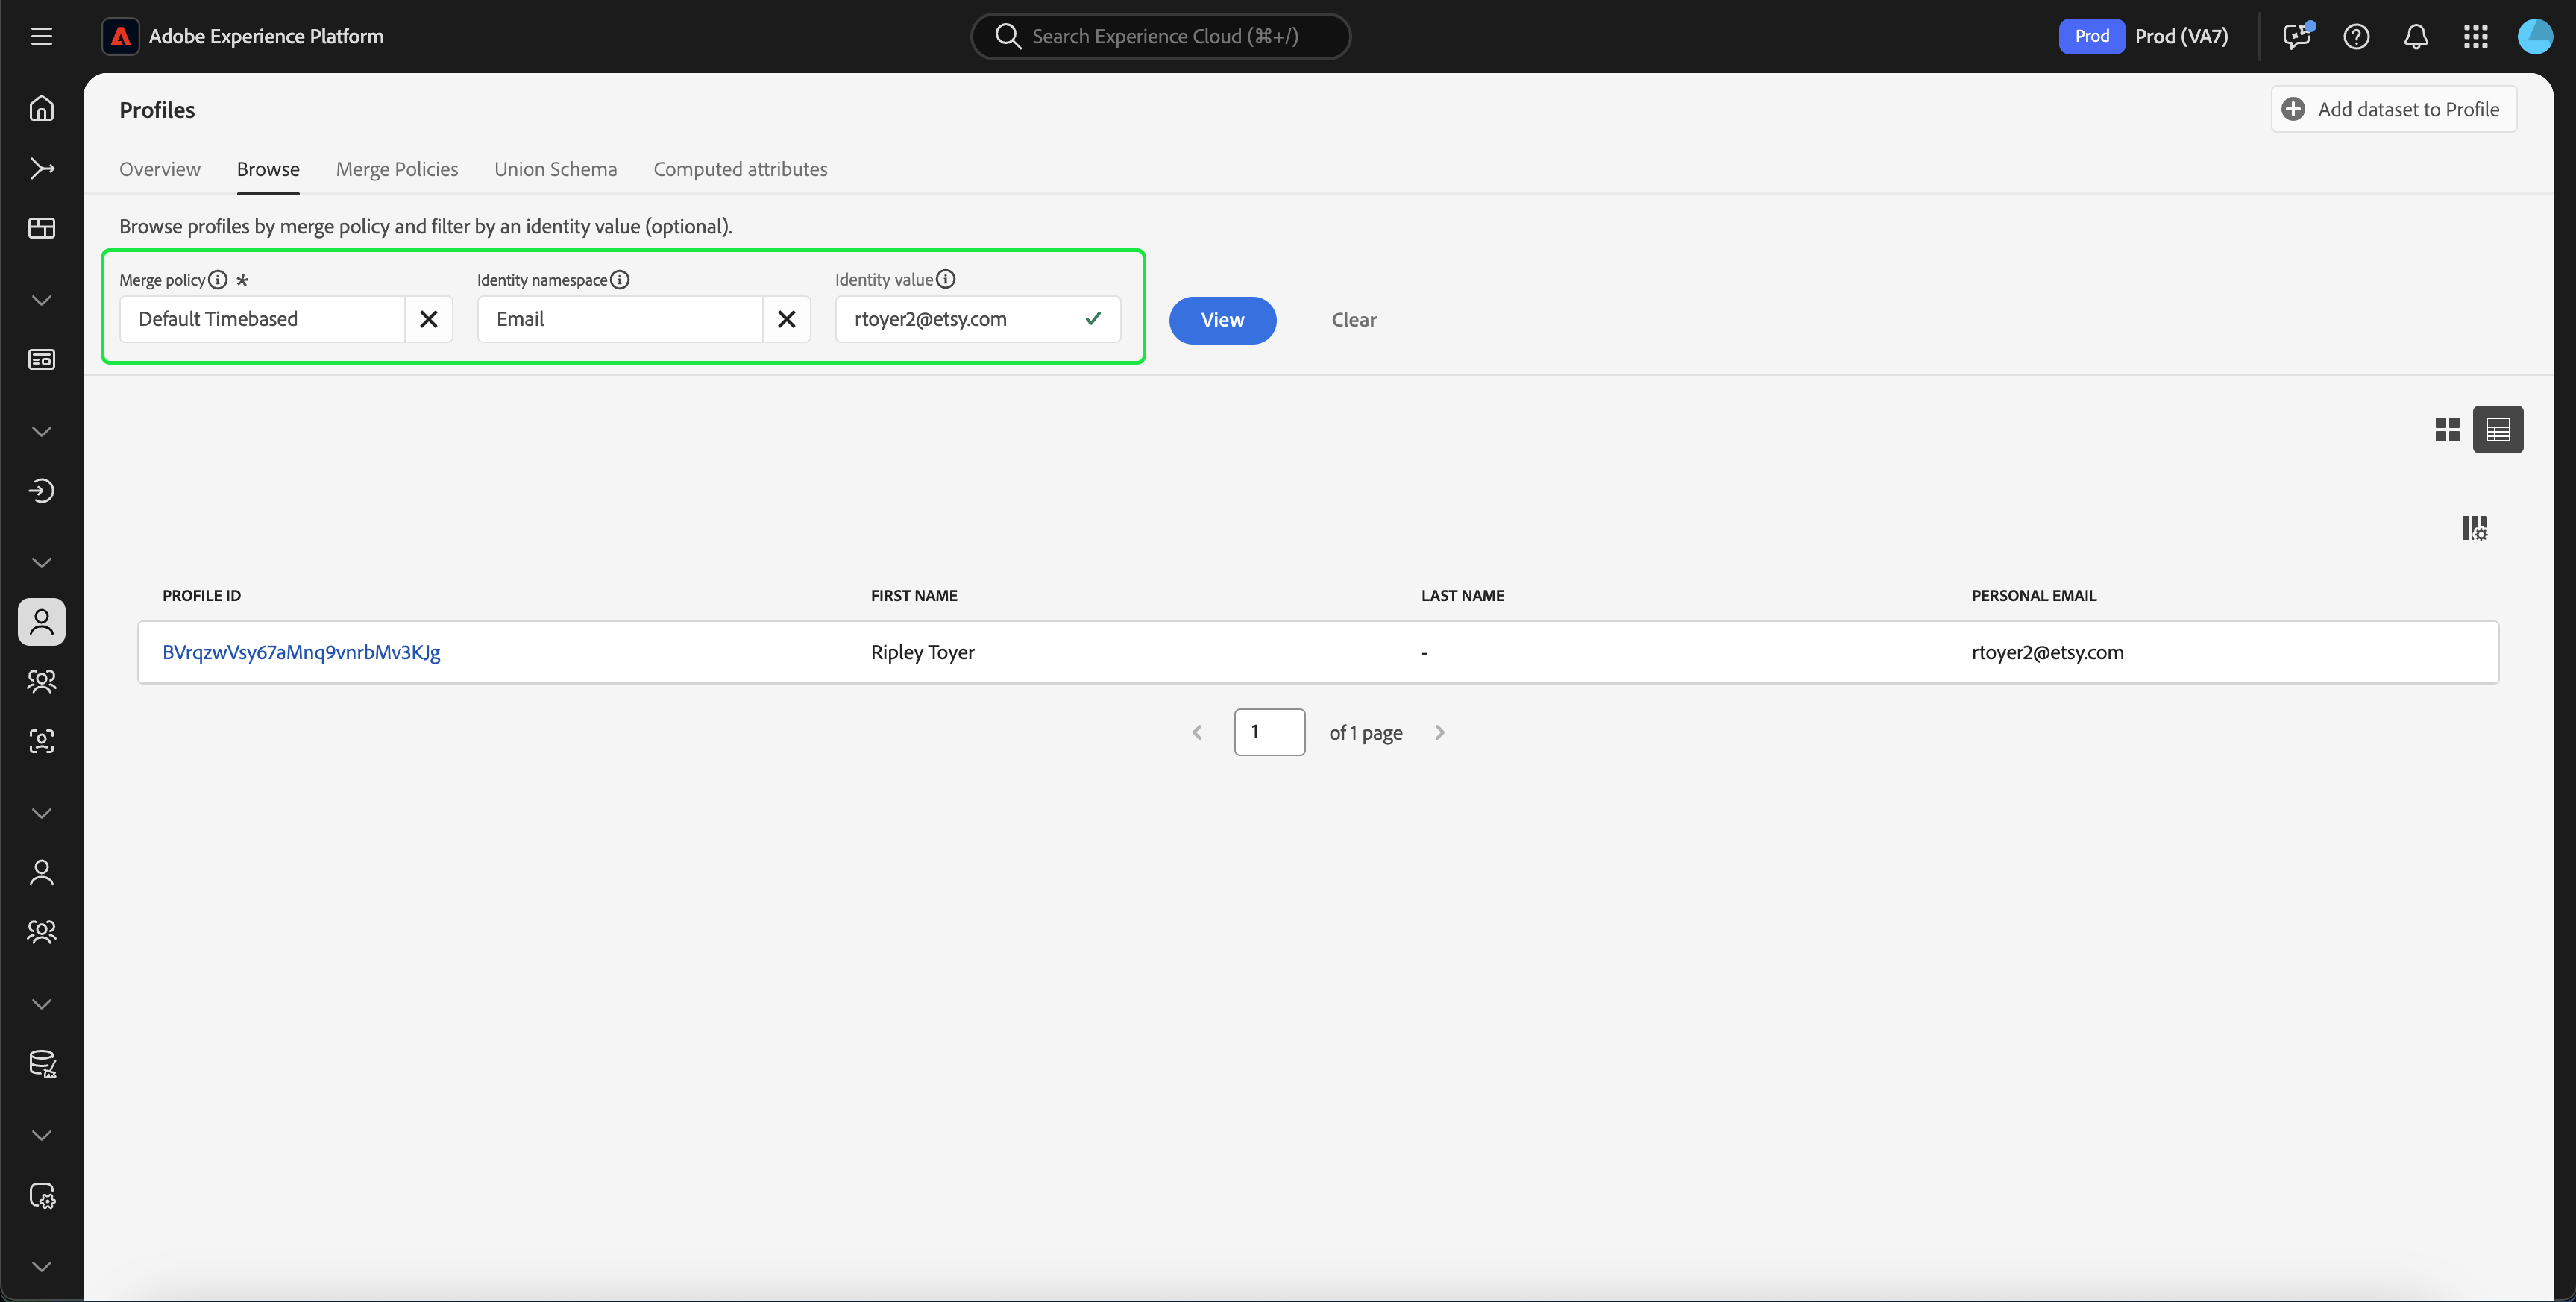 Adobe Experience Platform
Search Experience Cloud (⌘+/)
Prod Prod (VA7)
Profiles
Add dataset to Profile
Overview Browse Merge Policies Union Schema Computed attributes
Browse profiles by merge policy and filter by an identity value (optional).
Merge policy * Identity namespace Identity value
Default Timebased Email rtoyer2@etsy.com View Clear
PROFILE ID FIRST NAME LAST NAME PERSONAL EMAIL
BVrqzwVsy67aMnq9vnrbMv3KJg Ripley Toyer - rtoyer2@etsy.com
1 of 1 page